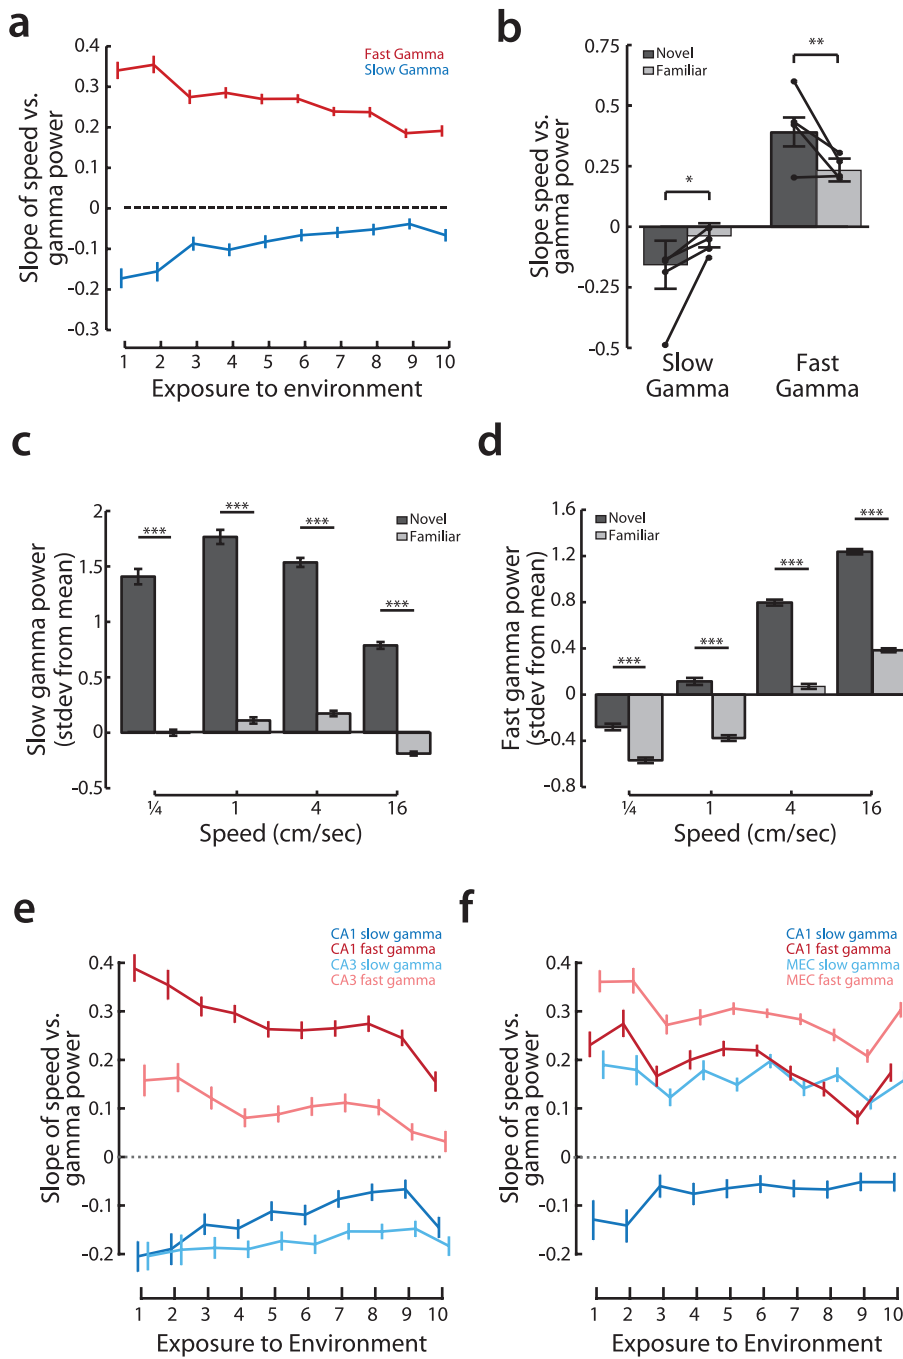 a
Fast Gamma
Slow Gamma
Slope of speed vs.
gamma power
0.4
0.3
0.2
0
-0.1
-0.2
-0.3
1 2 3 4 5 6 7 8 9 10
Exposure to environment
b
Novel
Familiar
Slope speed vs.
gamma power
0.75
0.5
0.25
0
-0.25
-0.5
*
**
Slow
Gamma
Fast
Gamma
c
Novel
Familiar
Slow gamma power
(stdev from mean)
2
1.5
1
0.5
0
-0.5
*** *** *** ***
¼ 1 4 16
Speed (cm/sec)
d
Novel
Familiar
Fast gamma power
(stdev from mean)
1.6
1.2
0.8
0.4
0
-0.4
-0.8
*** *** *** ***
¼ 1 4 16
Speed (cm/sec)
e
CA1 slow gamma
CA1 fast gamma
CA3 slow gamma
CA3 fast gamma
Slope of speed vs.
gamma power
0.4
0.3
0.2
0.1
0
-0.1
-0.2
1 2 3 4 5 6 7 8 9 10
Exposure to Environment
f
CA1 slow gamma
CA1 fast gamma
MEC slow gamma
MEC fast gamma
Slope of speed vs.
gamma power
0.4
0.3
0.2
0.1
0
-0.1
-0.2
1 2 3 4 5 6 7 8 9 10
Exposure to Environment